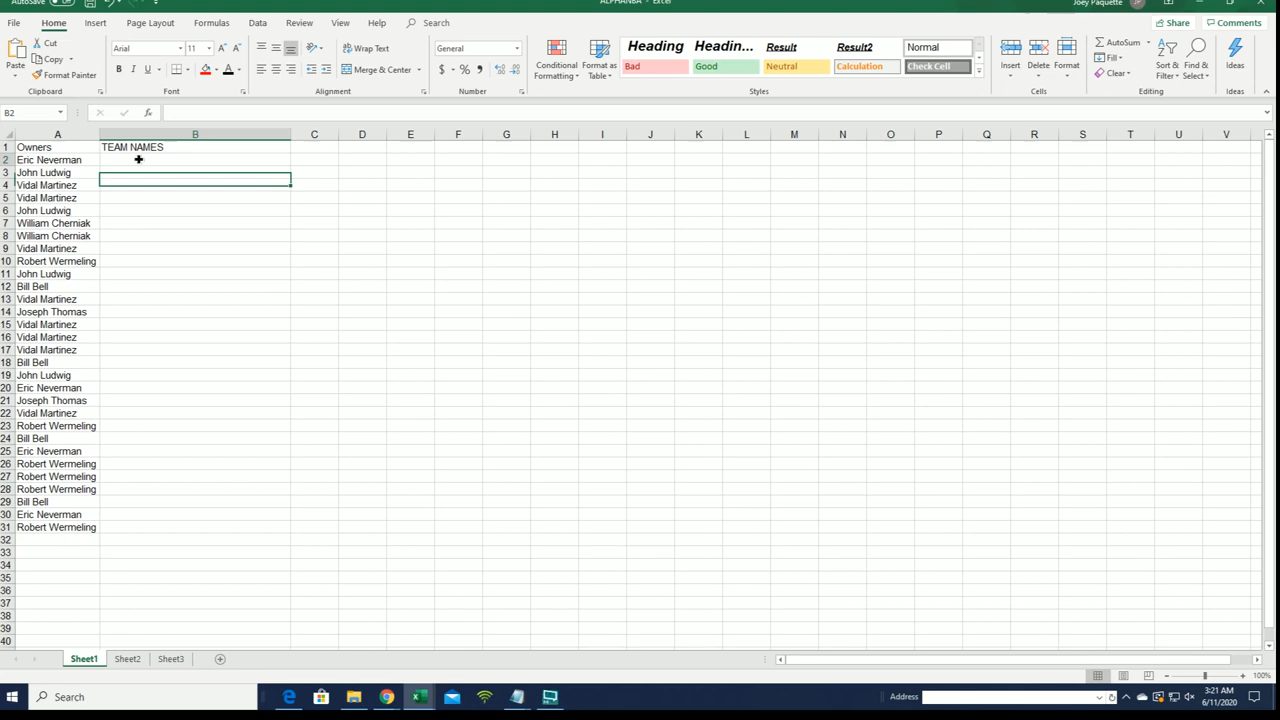 AutoSave Off ALPHANBA - Excel Joey Paquette JP
File Home Insert Page Layout Formulas Data Review View Help Search Share Comments
Paste Cut Copy Format Painter Clipboard
Arial 11 B I U A Font
Wrap Text Merge & Center Alignment
General $ % Number
Conditional Formatting Format as Table
Heading Headin... Result Result2 Normal
Bad Good Neutral Calculation Check Cell
Styles
Insert Delete Format Cells
AutoSum Fill Clear Sort & Filter Find & Select Editing
Ideas Ideas
B2 fx
A B C D E F G H I J K L M N O P Q R S T U V
1 Owners TEAM NAMES
2 Eric Neverman
3 John Ludwig
4 Vidal Martinez
5 Vidal Martinez
6 John Ludwig
7 William Cherniak
8 William Cherniak
9 Vidal Martinez
10 Robert Wermeling
11 John Ludwig
12 Bill Bell
13 Vidal Martinez
14 Joseph Thomas
15 Vidal Martinez
16 Vidal Martinez
17 Vidal Martinez
18 Bill Bell
19 John Ludwig
20 Eric Neverman
21 Joseph Thomas
22 Vidal Martinez
23 Robert Wermeling
24 Bill Bell
25 Eric Neverman
26 Robert Wermeling
27 Robert Wermeling
28 Robert Wermeling
29 Bill Bell
30 Eric Neverman
31 Robert Wermeling
32
33
34
35
36
37
38
39
40
Sheet1 Sheet2 Sheet3
100%
Search Address 3:21 AM
6/11/2020